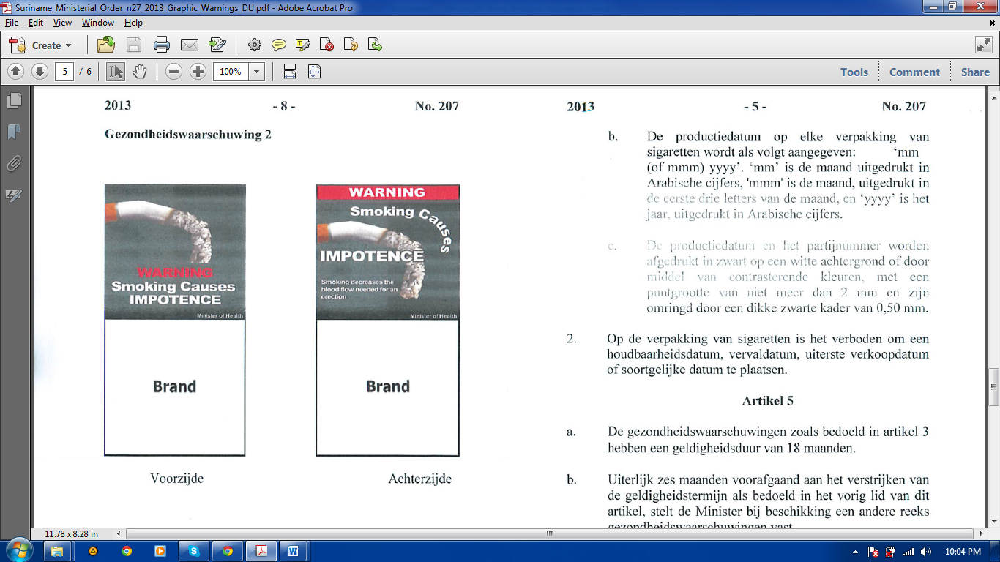 Suriname_Ministerial_Order_n27_2013_Graphic_Warnings_DU.pdf - Adobe Acrobat Pro
File Edit View Window Help
Create
5 / 6 100% Tools Comment Share
2013 - 8 - No. 207
Gezondheidswaarschuwing 2
WARNING
Smoking Causes
IMPOTENCE
Minister of Health
Brand
Voorzijde
WARNING
Smoking Causes
IMPOTENCE
Smoking decreases the
blood flow needed for an
erection
Minister of Health
Brand
Achterzijde
2013 - 5 - No. 207
b. De productiedatum op elke verpakking van
sigaretten wordt als volgt aangegeven: ‘mm
(of mmm) yyyy’. ‘mm’ is de maand uitgedrukt in
Arabische cijfers, 'mmm' is de maand, uitgedrukt in
de eerste drie letters van de maand, en ‘yyyy’ is het
jaar, uitgedrukt in Arabische cijfers.
c. De productiedatum en het partijnummer worden
afgedrukt in zwart op een witte achtergrond of door
middel van contrasterende kleuren, met een
puntgrootte van niet meer dan 2 mm en zijn
omringd door een dikke zwarte kader van 0,50 mm.
2. Op de verpakking van sigaretten is het verboden om een
houdbaarheidsdatum, vervaldatum, uiterste verkoopdatum
of soortgelijke datum te plaatsen.
Artikel 5
a. De gezondheidswaarschuwingen zoals bedoeld in artikel 3
hebben een geldigheidsduur van 18 maanden.
b. Uiterlijk zes maanden voorafgaand aan het verstrijken van
de geldigheidstermijn als bedoeld in het vorig lid van dit
artikel, stelt de Minister bij beschikking een andere reeks
gezondheidswaarschuwingen vast
11.78 x 8.28 in
10:04 PM